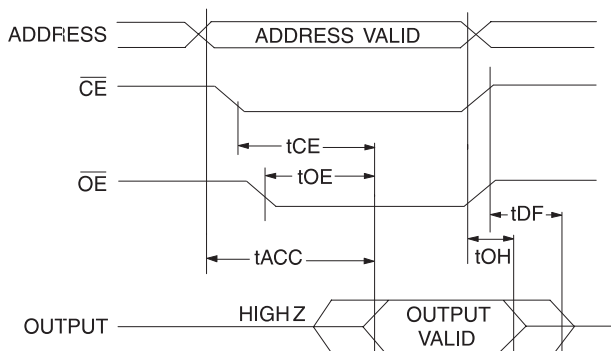 ADDRESS
ADDRESS VALID
CE
tCE
OE
tOE
tDF
tACC
tOH
OUTPUT
HIGH Z
OUTPUT
VALID